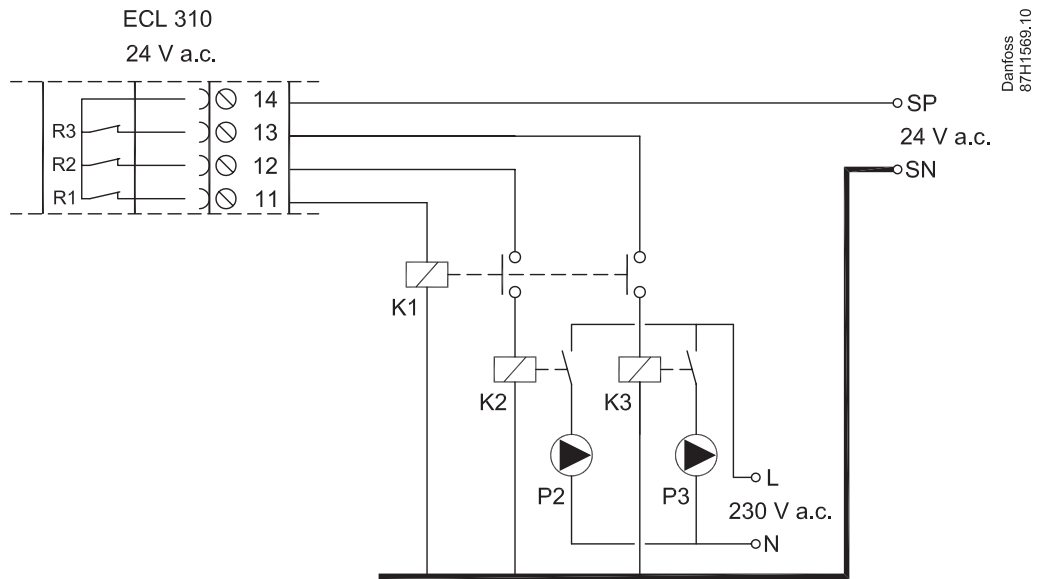 ECL 310
24 V a.c.
Danfoss
87H1569.10
14
SP
R3
13
24 V a.c.
R2
12
SN
R1
11
K1
K2
K3
P2
P3
L
230 V a.c.
N